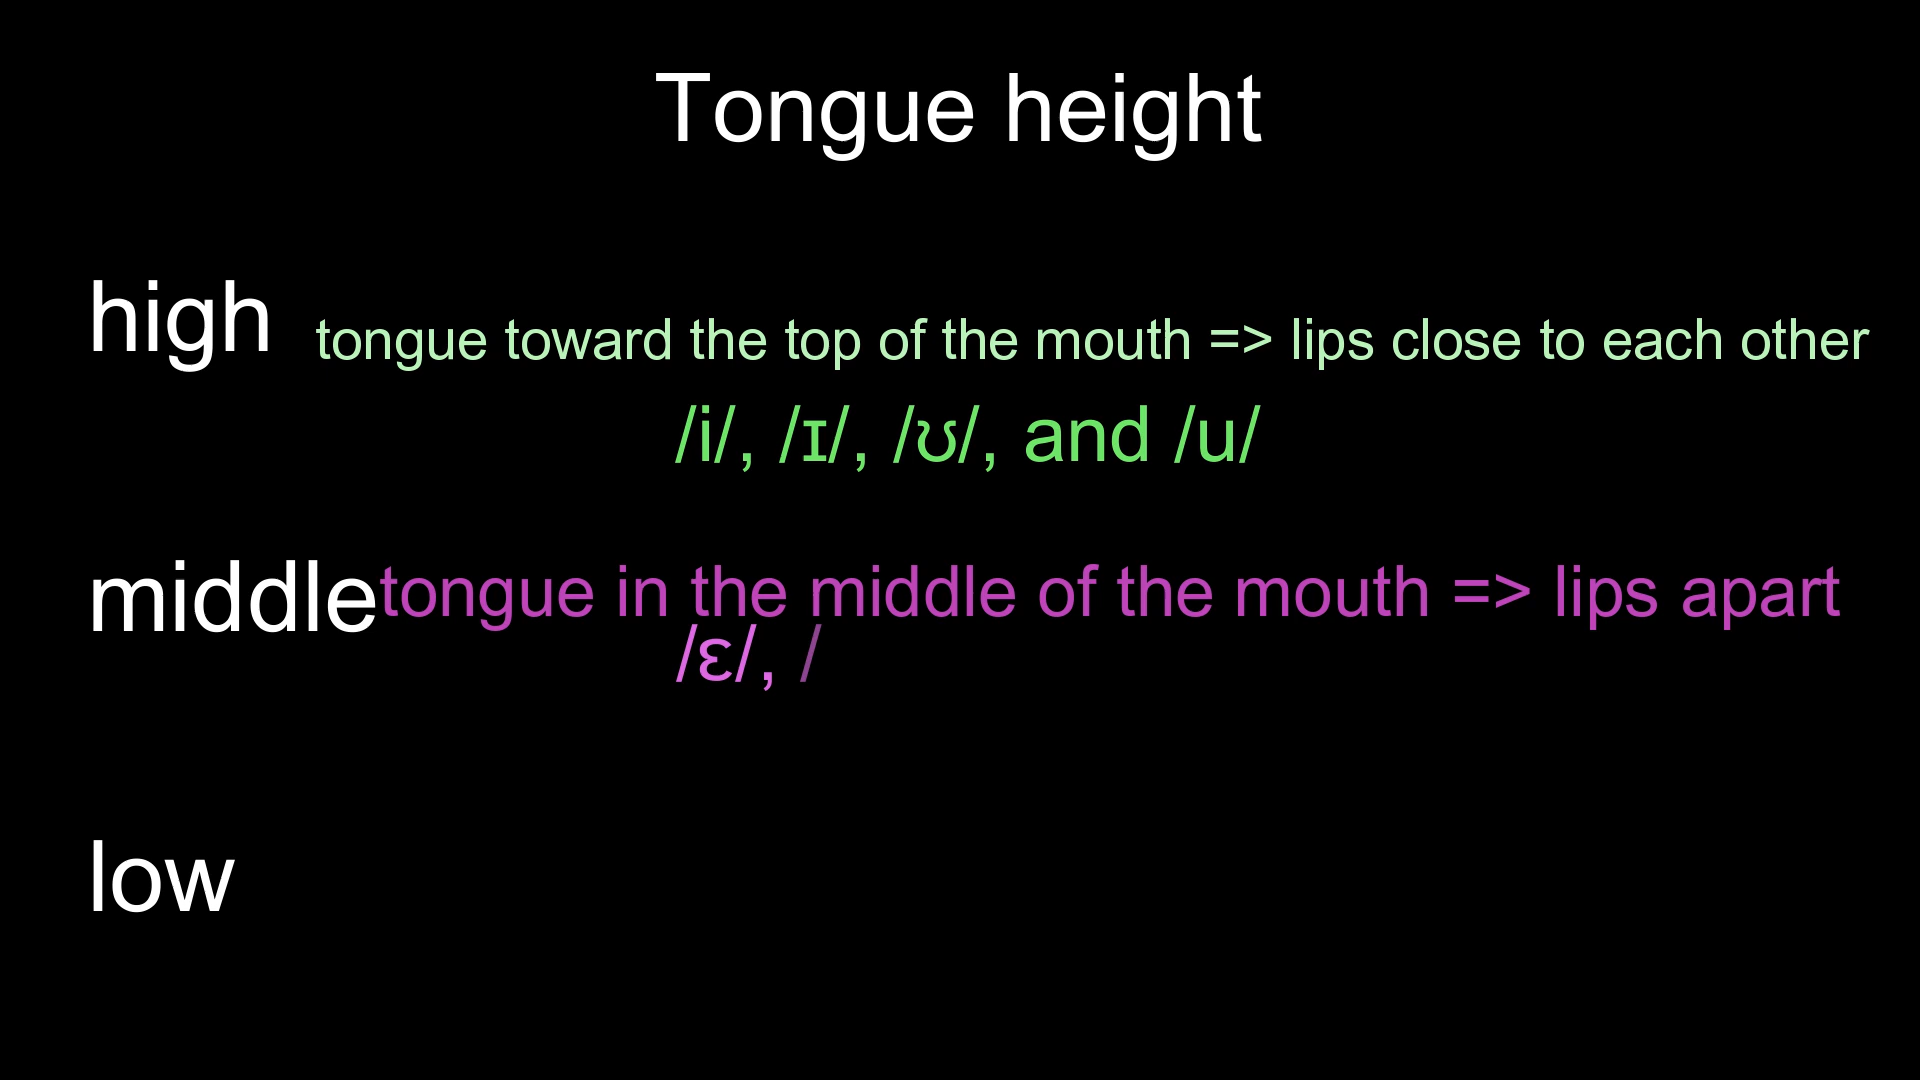 Tongue height
high tongue toward the top of the mouth => lips close to each other
/i/, /ɪ/, /ʊ/, and /u/
middle tongue in the middle of the mouth => lips apart
/ɛ/, /
low